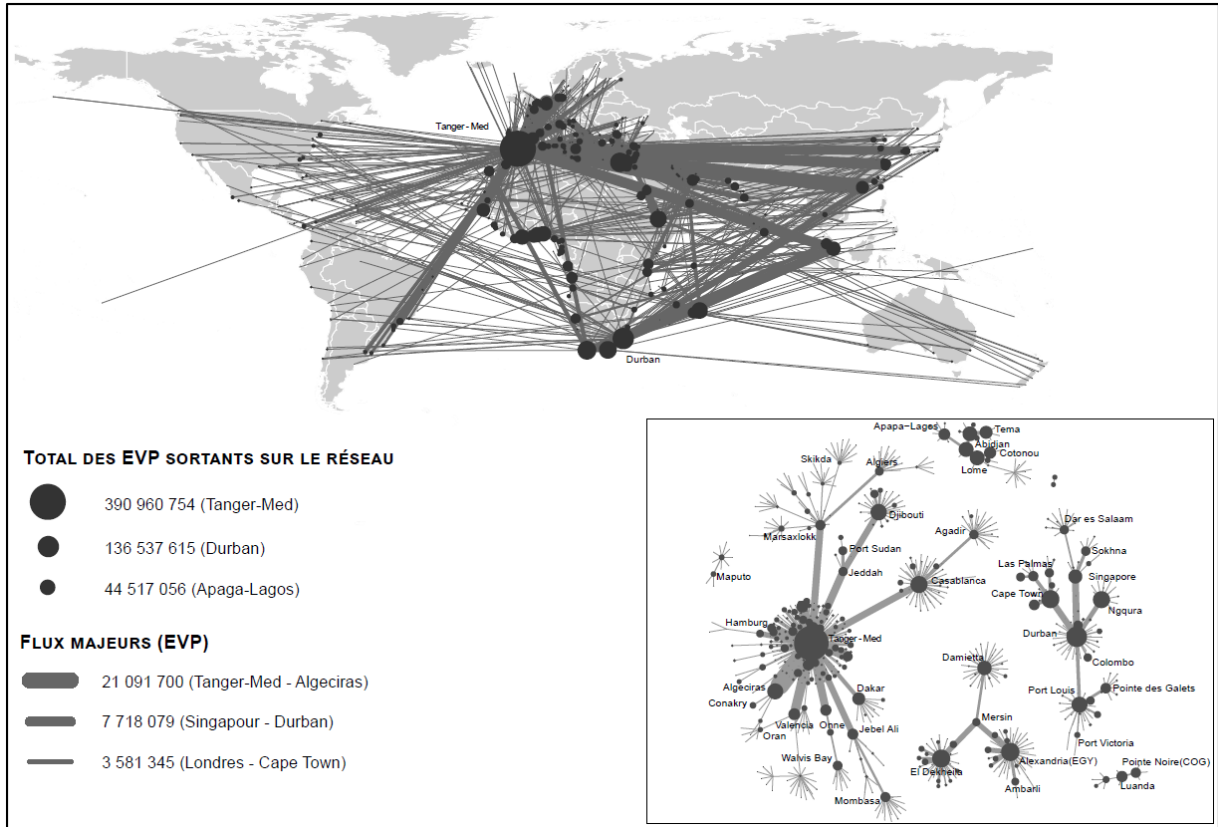 Tanger-Med
Durban
TOTAL DES EVP SORTANTS SUR LE RÉSEAU
390 960 754 (Tanger-Med)
136 537 615 (Durban)
44 517 056 (Apaga-Lagos)
FLUX MAJEURS (EVP)
21 091 700 (Tanger-Med - Algeciras)
7 718 079 (Singapour - Durban)
3 581 345 (Londres - Cape Town)
Apapa-Lagos
Tema
Abidjan
Cotonou
Lome
Skikda
Algiers
Marsaxlokk
Djibouti
Agadir
Dar es Salaam
Port Sudan
Sokhna
Maputo
Jeddah
Casablanca
Las Palmas
Singapore
Cape Town
Ngqura
Hamburg
Tanger-Med
Durban
Damietta
Colombo
Algeciras
Dakar
Port Louis
Pointe des Galets
Conakry
Valencia
Onne
Mersin
Oran
Jebel Ali
Port Victoria
Walvis Bay
El Dekheila
Alexandria(EGY)
Pointe Noire(COG)
Ambarli
Luanda
Mombasa